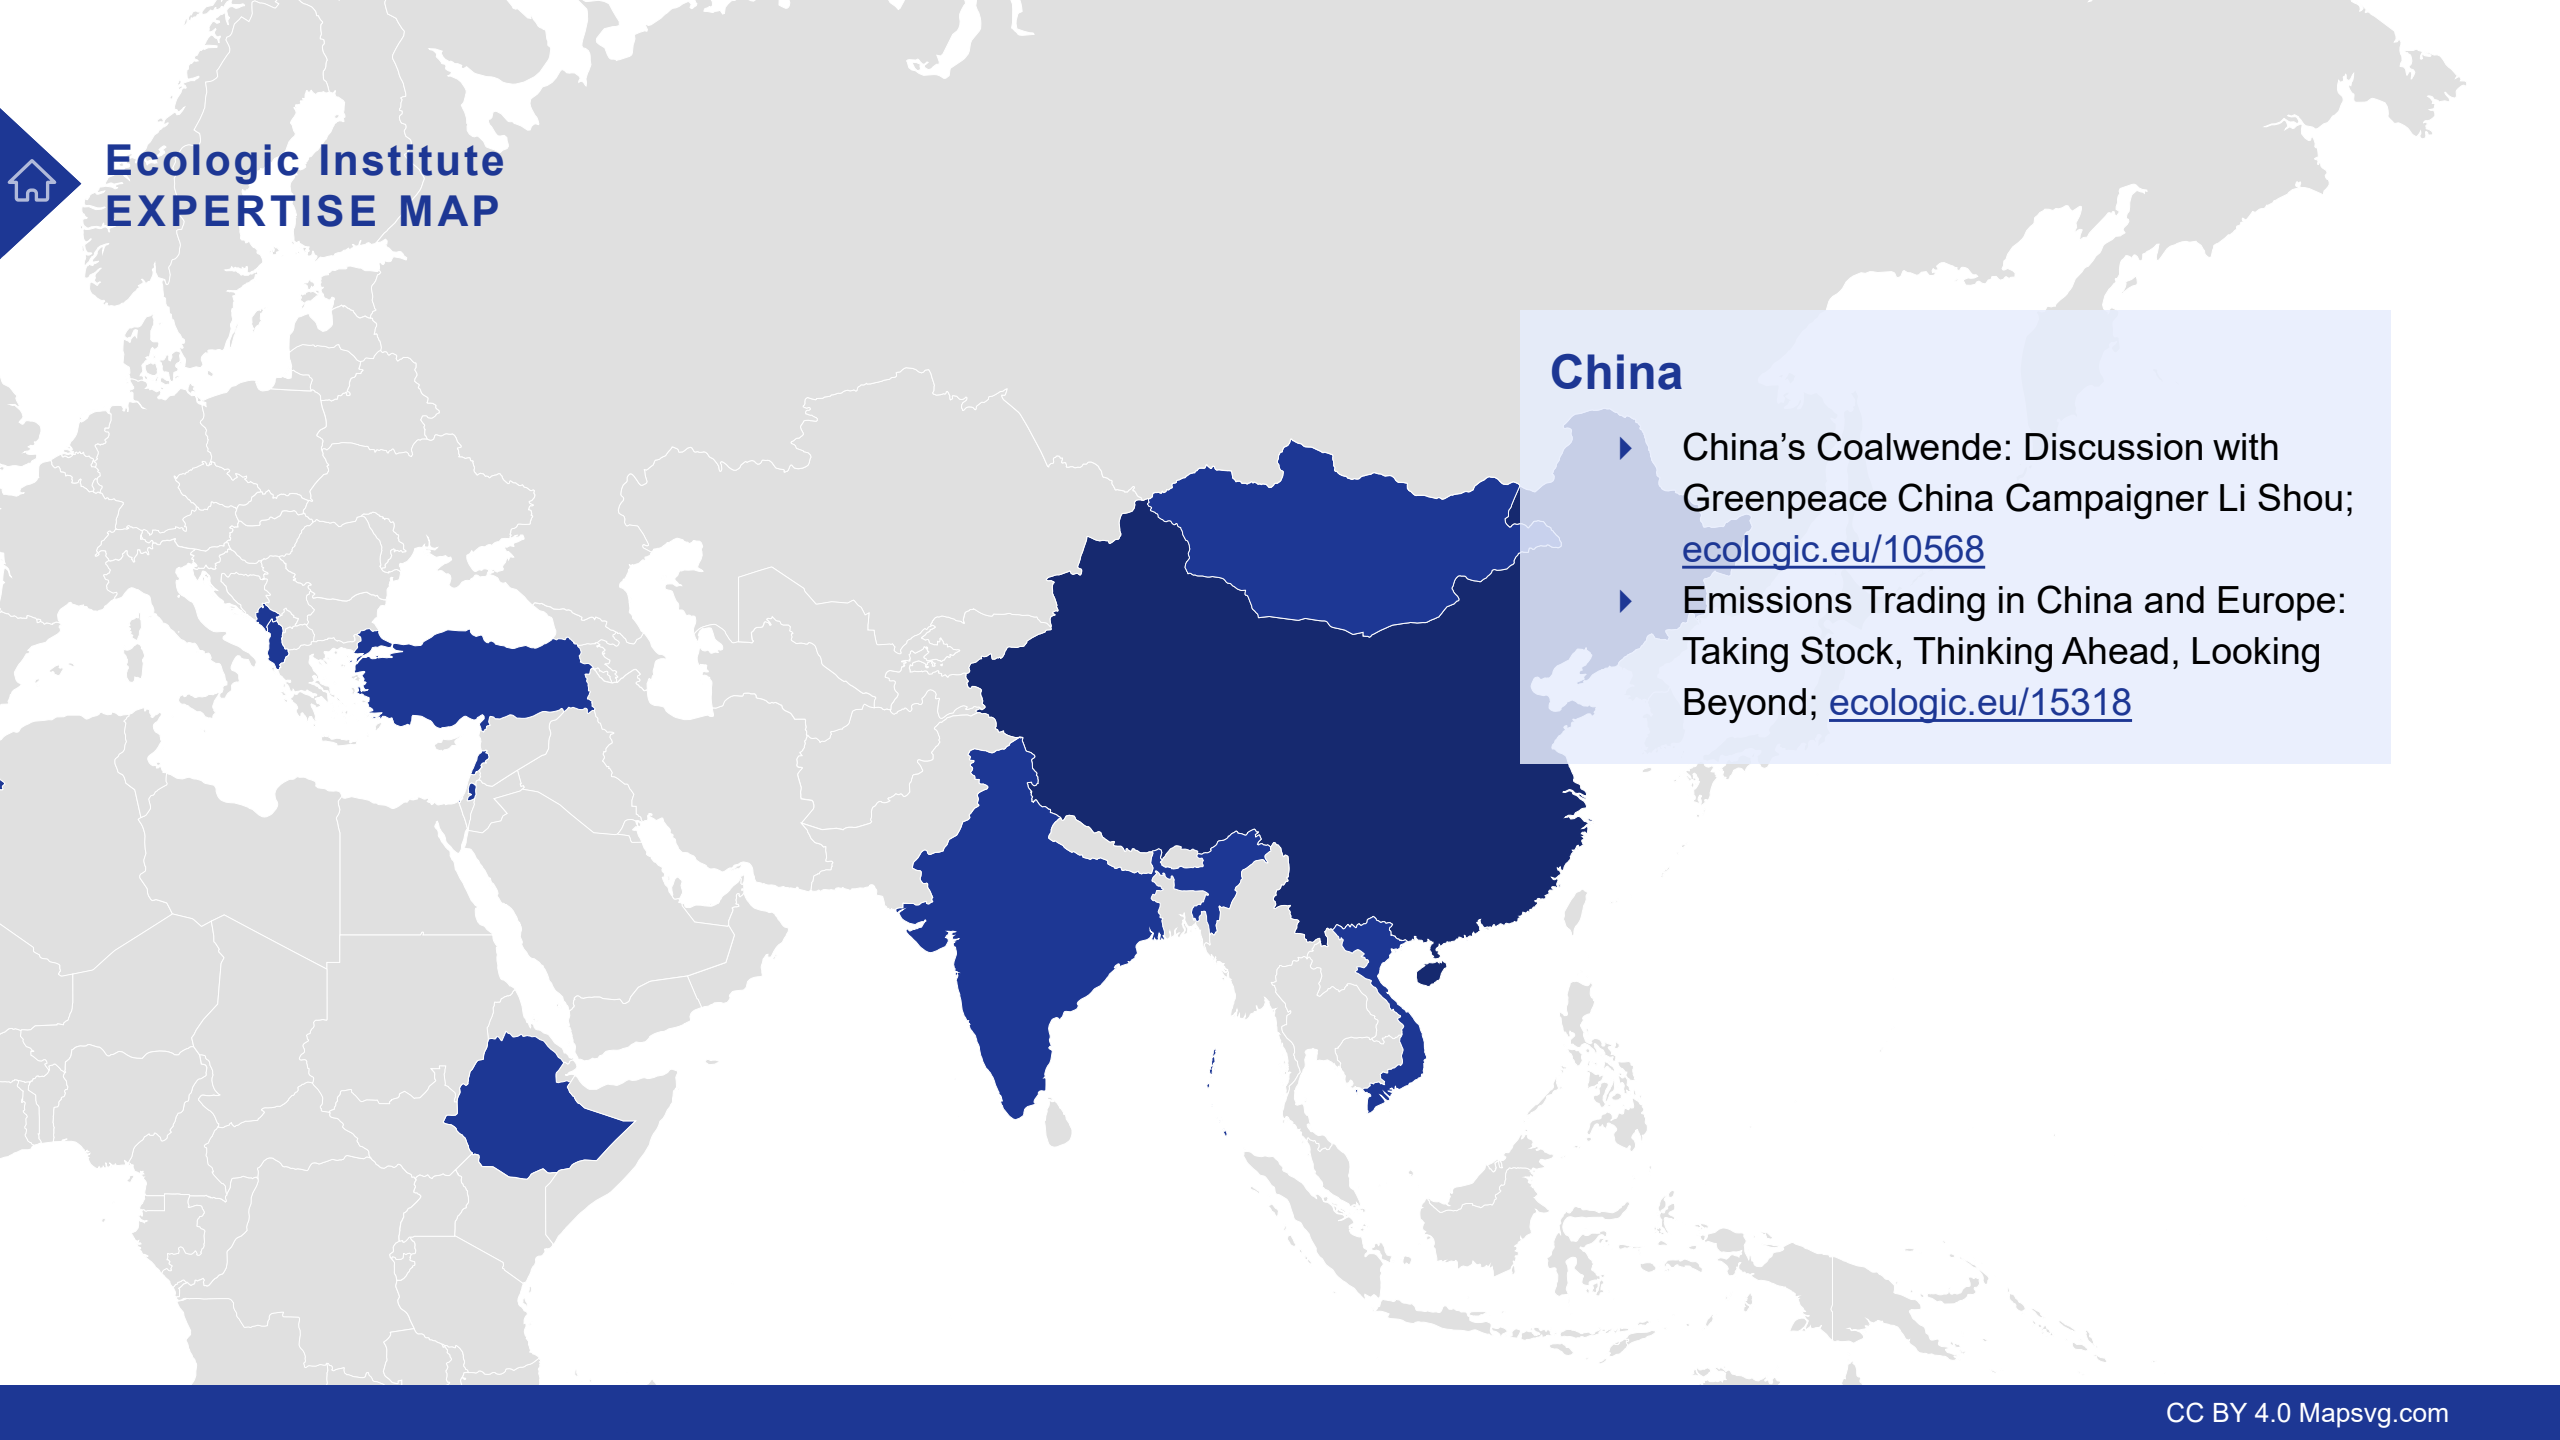 Ecologic Institute
EXPERTISE MAP
China
China’s Coalwende: Discussion with
Greenpeace China Campaigner Li Shou;
ecologic.eu/10568
Emissions Trading in China and Europe:
Taking Stock, Thinking Ahead, Looking
Beyond; ecologic.eu/15318
CC BY 4.0 Mapsvg.com